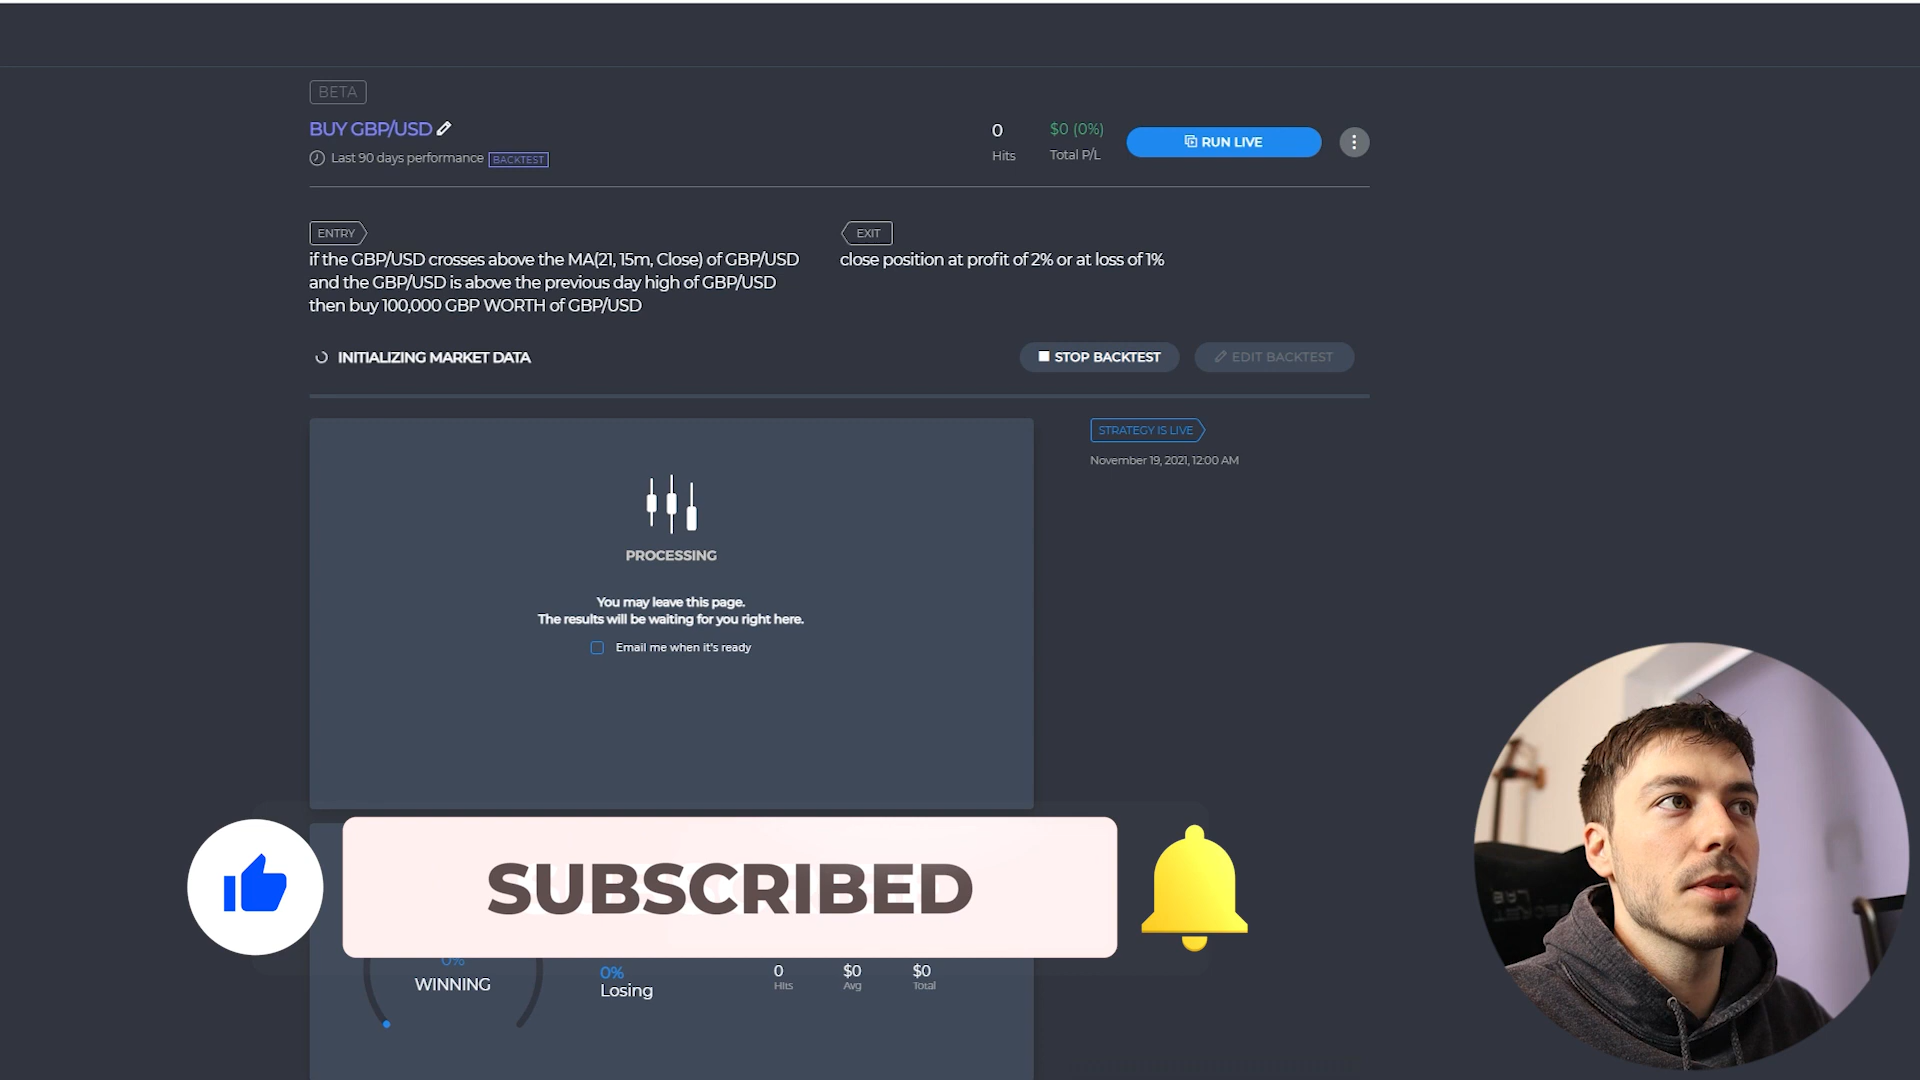 BETA
BUY GBP/USD
Last 90 days performance BACKTEST
0
Hits
$0 (0%)
Total P/L
RUN LIVE
ENTRY
if the GBP/USD crosses above the MA(21, 15m, Close) of GBP/USD
and the GBP/USD is above the previous day high of GBP/USD
then buy 100,000 GBP WORTH of GBP/USD
EXIT
close position at profit of 2% or at loss of 1%
INITIALIZING MARKET DATA
STOP BACKTEST
EDIT BACKTEST
STRATEGY IS LIVE
November 19, 2021, 12:00 AM
PROCESSING
You may leave this page.
The results will be waiting for you right here.
Email me when it's ready
SUBSCRIBED
0%
WINNING
0%
Losing
0
Hits
$0
Avg
$0
Total